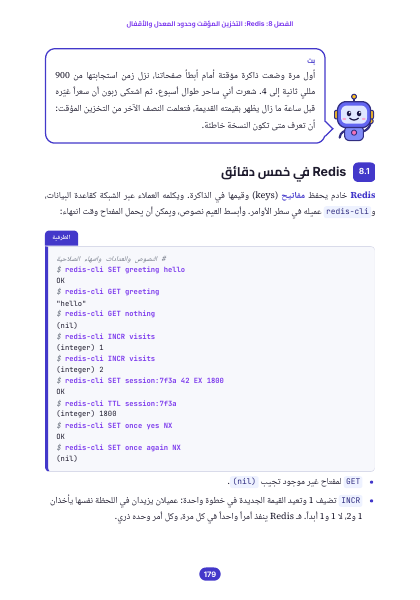 الفصل 8: Redis: التخزين المؤقت وحدود المعدل والأقفال
بت
أول مرة وضعت ذاكرة مؤقتة أمام أبطأ صفحاتنا، نزل زمن استجابتها من 900
مللي ثانية إلى 4. شعرت أني ساحر طوال أسبوع. ثم اشتكى زبون أن سعراً غيّره
قبل ساعة ما زال يظهر بقيمته القديمة، فتعلمت النصف الآخر من التخزين المؤقت:
أن تعرف متى تكون النسخة خاطئة.
8.1 Redis في خمس دقائق
Redis خادم يحفظ مفاتيح (keys) وقيمها في الذاكرة. ويكلمه العملاء عبر الشبكة كقاعدة البيانات،
و redis-cli عميله في سطر الأوامر. وأبسط القيم نصوص، ويمكن أن يحمل المفتاح وقت انتهاء:
الطرفية
# النصوص والعدادات وانتهاء الصلاحية
$ redis-cli SET greeting hello
OK
$ redis-cli GET greeting
"hello"
$ redis-cli GET nothing
(nil)
$ redis-cli INCR visits
(integer) 1
$ redis-cli INCR visits
(integer) 2
$ redis-cli SET session:7f3a 42 EX 1800
OK
$ redis-cli TTL session:7f3a
(integer) 1800
$ redis-cli SET once yes NX
OK
$ redis-cli SET once again NX
(nil)
• GET لمفتاح غير موجود تجيب (nil) .
• INCR تضيف 1 وتعيد القيمة الجديدة في خطوة واحدة: عميلان يزيدان في اللحظة نفسها يأخذان
1 و2، لا 1 و1 أبداً. فـ Redis ينفذ أمراً واحداً في كل مرة، وكل أمر وحده ذري.
179